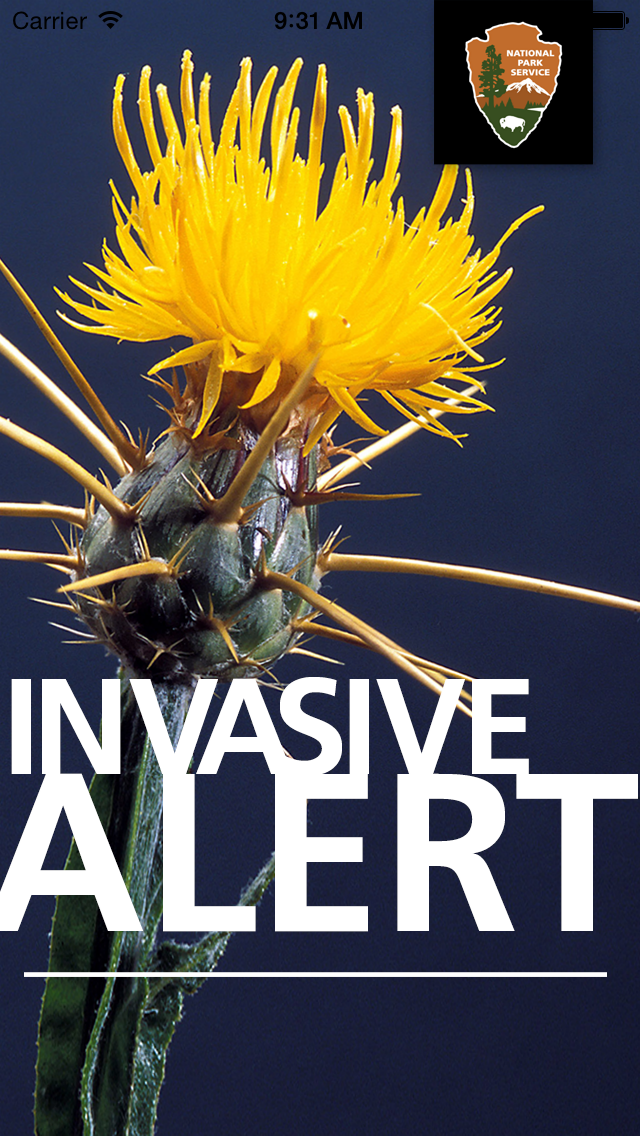 Carrier 9:31 AM
NATIONAL
PARK
SERVICE
INVASIVE
ALERT